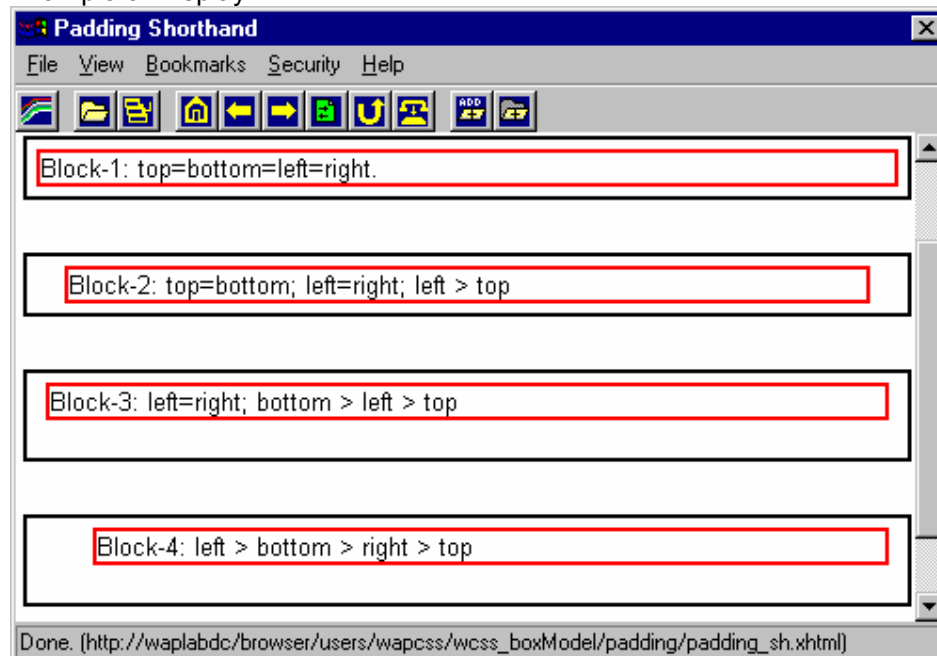 Padding Shorthand
File View Bookmarks Security Help
ADD
Block-1: top=bottom=left=right.
Block-2: top=bottom; left=right; left > top
Block-3: left=right; bottom > left > top
Block-4: left > bottom > right > top
Done. (http://waplabdc/browser/users/wapcss/wcss_boxModel/padding/padding_sh.xhtml)